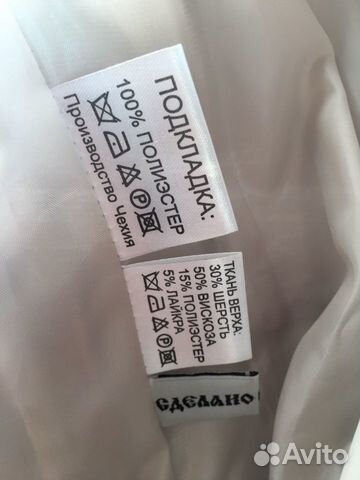 ПОДКЛАДКА:
100% ПОЛИЭСТЕР
Производство Чехия
ТКАНЬ ВЕРХА:
30% ШЕРСТЬ
50% ВИСКОЗА
15% ПОЛИЭСТЕР
5% ЛАЙКРА
СДЕЛАНО
Avito